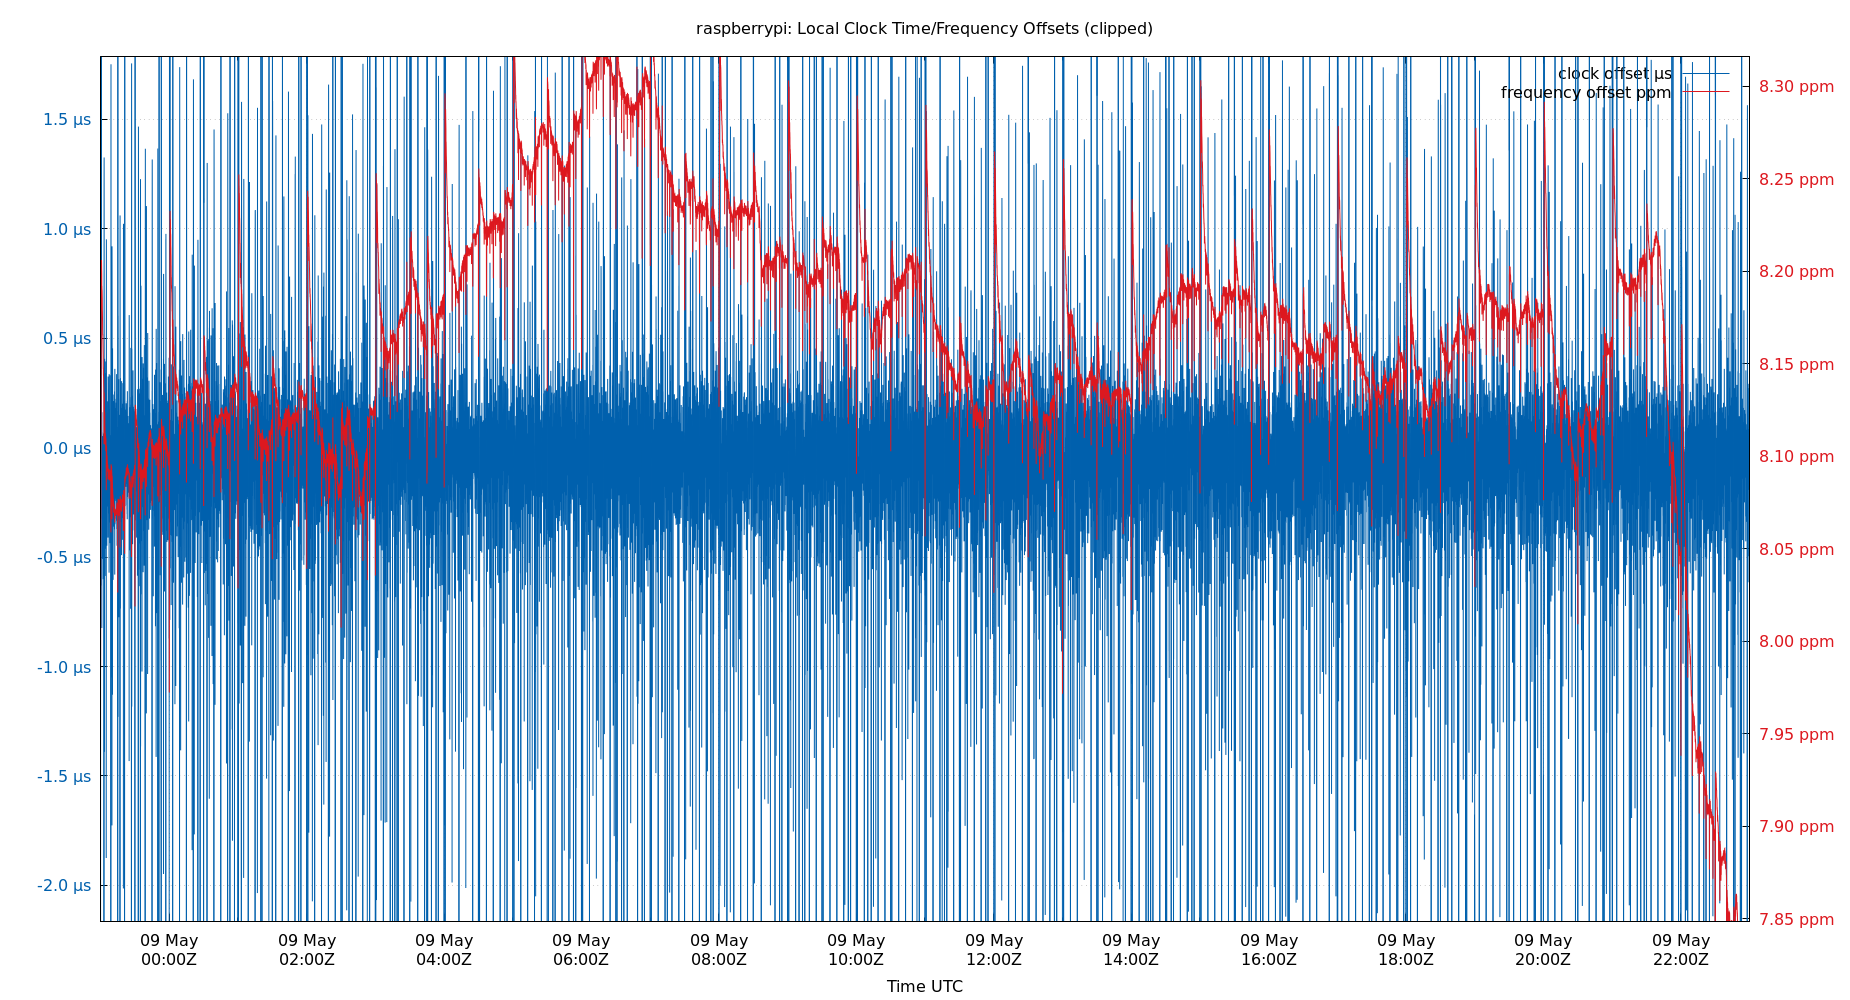 raspberrypi: Local Clock Time/Frequency Offsets (clipped)
clock offset µs
frequency offset ppm
1.5 µs
1.0 µs
0.5 µs
0.0 µs
-0.5 µs
-1.0 µs
-1.5 µs
-2.0 µs
8.30 ppm
8.25 ppm
8.20 ppm
8.15 ppm
8.10 ppm
8.05 ppm
8.00 ppm
7.95 ppm
7.90 ppm
7.85 ppm
09 May 09 May 09 May 09 May 09 May 09 May 09 May 09 May 09 May 09 May 09 May 09 May
00:00Z 02:00Z 04:00Z 06:00Z 08:00Z 10:00Z 12:00Z 14:00Z 16:00Z 18:00Z 20:00Z 22:00Z
Time UTC